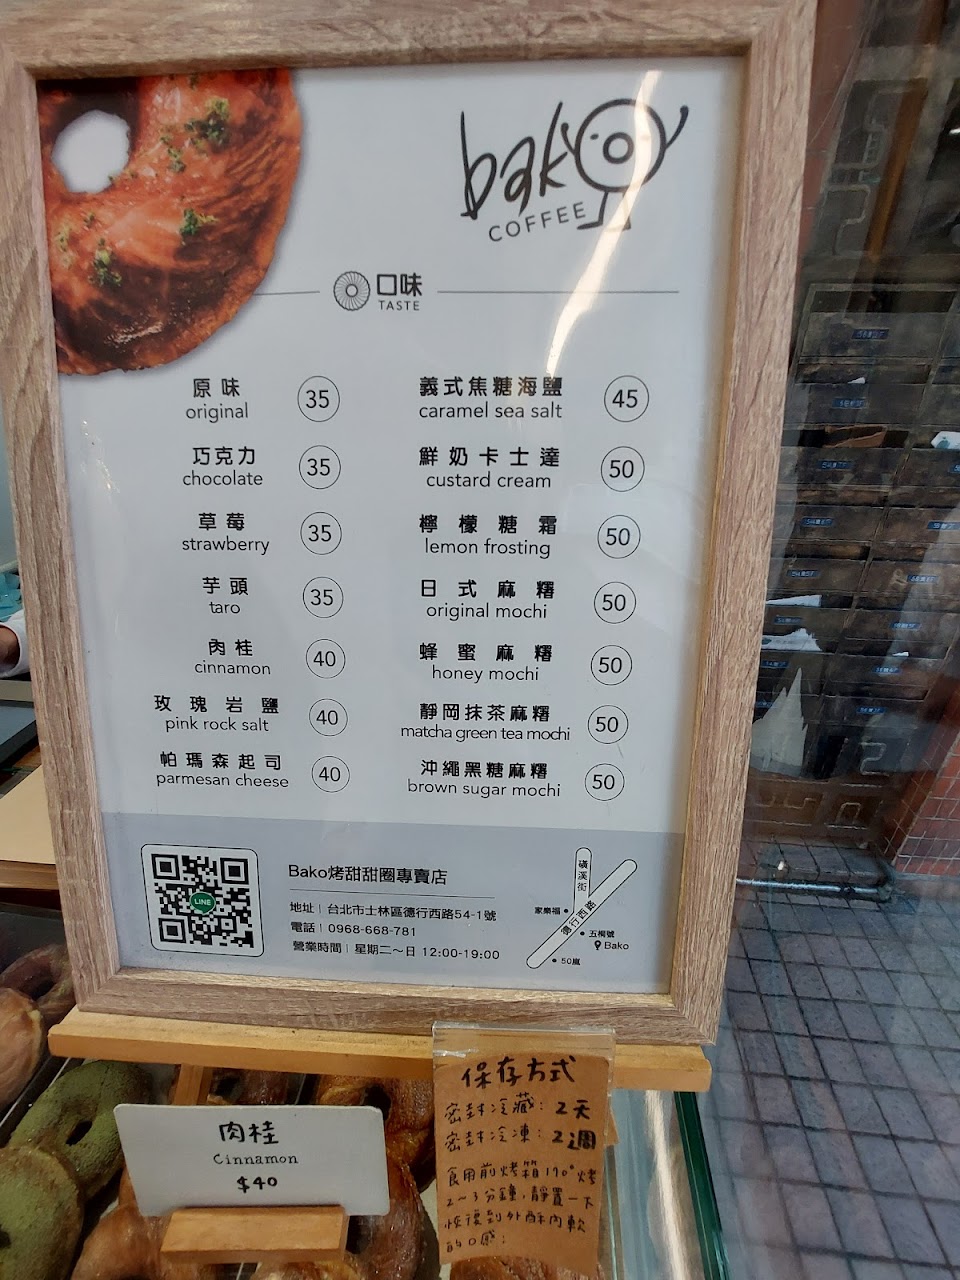 bako
COFFEE
口味
TASTE
原味
original
35
巧克力
chocolate
35
草莓
strawberry
35
芋頭
taro
35
肉桂
cinnamon
40
玫瑰岩鹽
pink rock salt
40
帕瑪森起司
parmesan cheese
40
義式焦糖海鹽
caramel sea salt
45
鮮奶卡士達
custard cream
50
檸檬糖霜
lemon frosting
50
日式麻糬
original mochi
50
蜂蜜麻糬
honey mochi
50
靜岡抹茶麻糬
matcha green tea mochi
50
沖繩黑糖麻糬
brown sugar mochi
50
LINE
Bako烤甜甜圈專賣店
地址｜台北市士林區德行西路54-1號
電話｜0968-668-781
營業時間｜星期二～日 12:00-19:00
磺溪街
德行西路
家樂福
五桐號
Bako
50嵐
肉桂
Cinnamon
$40
保存方式
密封冷藏：2天
密封冷凍：2週
食用前烤箱170°烤
2～3分鐘，靜置一下
恢復到外酥內軟
的口感：